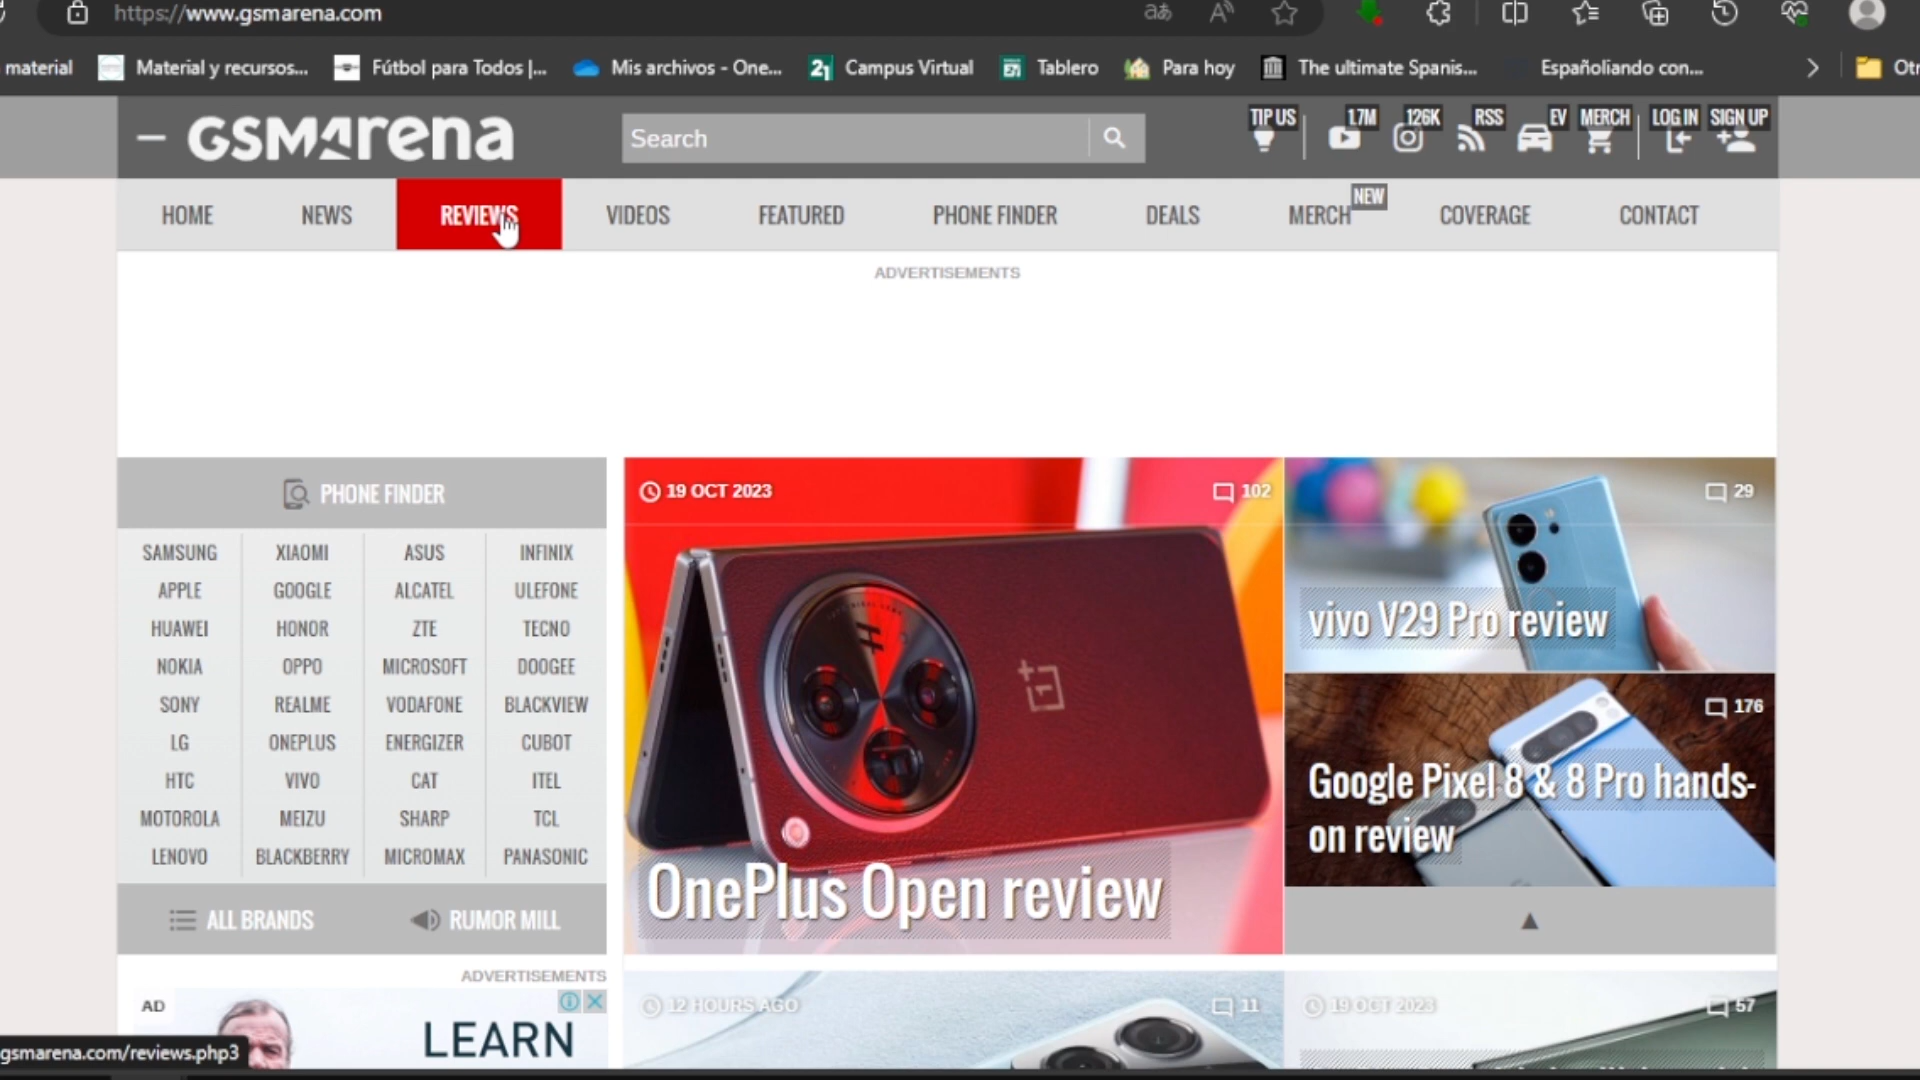 https://www.gsmarena.com
aあ
material
Material y recursos...
Fútbol para Todos |...
Mis archivos - One...
21
Campus Virtual
Tablero
Para hoy
The ultimate Spanis...
Españoliando con...
Otr
GSMArena
Search
TIP US
1.7M
126K
RSS
EV
MERCH
LOG IN
SIGN UP
HOME
NEWS
REVIEWS
VIDEOS
FEATURED
PHONE FINDER
DEALS
MERCH
NEW
COVERAGE
CONTACT
ADVERTISEMENTS
PHONE FINDER
SAMSUNG XIAOMI ASUS INFINIX
APPLE GOOGLE ALCATEL ULEFONE
HUAWEI HONOR ZTE TECNO
NOKIA OPPO MICROSOFT DOOGEE
SONY REALME VODAFONE BLACKVIEW
LG ONEPLUS ENERGIZER CUBOT
HTC VIVO CAT ITEL
MOTOROLA MEIZU SHARP TCL
LENOVO BLACKBERRY MICROMAX PANASONIC
ALL BRANDS
RUMOR MILL
19 OCT 2023
102
OnePlus Open review
29
vivo V29 Pro review
176
Google Pixel 8 & 8 Pro hands-
on review
ADVERTISEMENTS
AD
LEARN
12 HOURS AGO
11
19 OCT 2023
57
gsmarena.com/reviews.php3